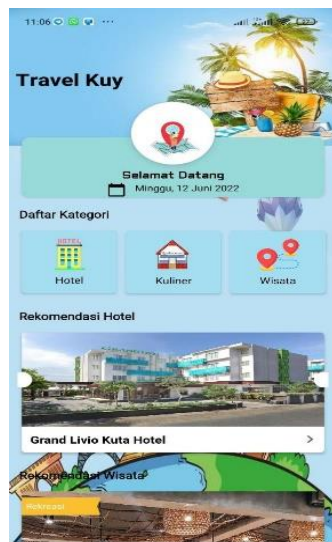 11:06
Travel Kuy
Selamat Datang
Minggu, 12 Juni 2022
Daftar Kategori
HOTEL
Hotel
Kuliner
Wisata
Rekomendasi Hotel
Grand Livio Kuta Hotel
Rekomendasi Wisata
Rekreasi